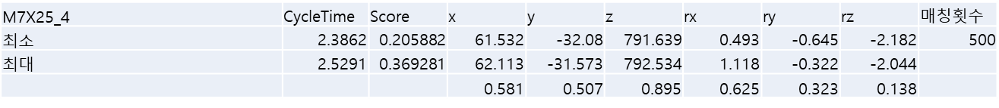 M7X25_4 CycleTime Score x y z rx ry rz 매칭횟수
최소 2.3862 0.205882 61.532 -32.08 791.639 0.493 -0.645 -2.182 500
최대 2.5291 0.369281 62.113 -31.573 792.534 1.118 -0.322 -2.044
0.581 0.507 0.895 0.625 0.323 0.138